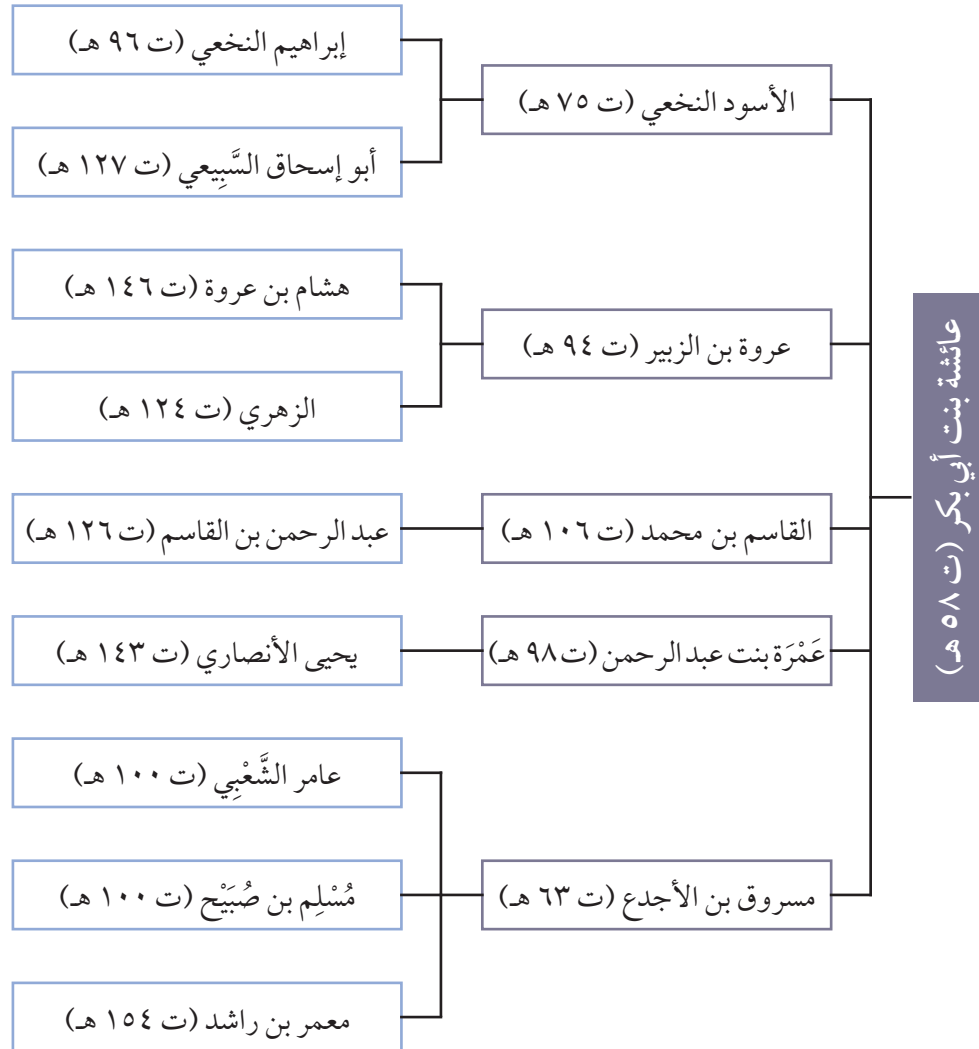 عائشة بنت أبي بكر (ت ٥٨ هـ)
الأسود النخعي (ت ٧٥ هـ)
إبراهيم النخعي (ت ٩٦ هـ)
أبو إسحاق السَّبِيعي (ت ١٢٧ هـ)
عروة بن الزبير (ت ٩٤ هـ)
هشام بن عروة (ت ١٤٦ هـ)
الزهري (ت ١٢٤ هـ)
القاسم بن محمد (ت ١٠٦ هـ)
عبد الرحمن بن القاسم (ت ١٢٦ هـ)
عَمْرَة بنت عبد الرحمن (ت ٩٨ هـ)
يحيى الأنصاري (ت ١٤٣ هـ)
مسروق بن الأجدع (ت ٦٣ هـ)
عامر الشَّعْبِي (ت ١٠٠ هـ)
مُسْلِم بن صُبَيْح (ت ١٠٠ هـ)
معمر بن راشد (ت ١٥٤ هـ)